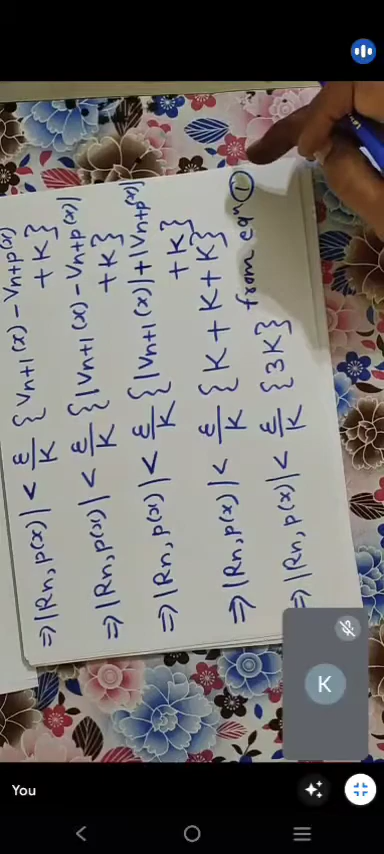 ⇒ |Rn,p(x)| < ε/K { Vn+1(x) - Vn+p(x)
+ K }
⇒ |Rn,p(x)| < ε/K { |Vn+1(x) - Vn+p(x)|
+ K }
⇒ |Rn,p(x)| < ε/K { |Vn+1(x)| + |Vn+p(x)|
+ K }
⇒ |Rn,p(x)| < ε/K { K + K + K } from eqn ①
⇒ |Rn,p(x)| < ε/K { 3K }
K
You